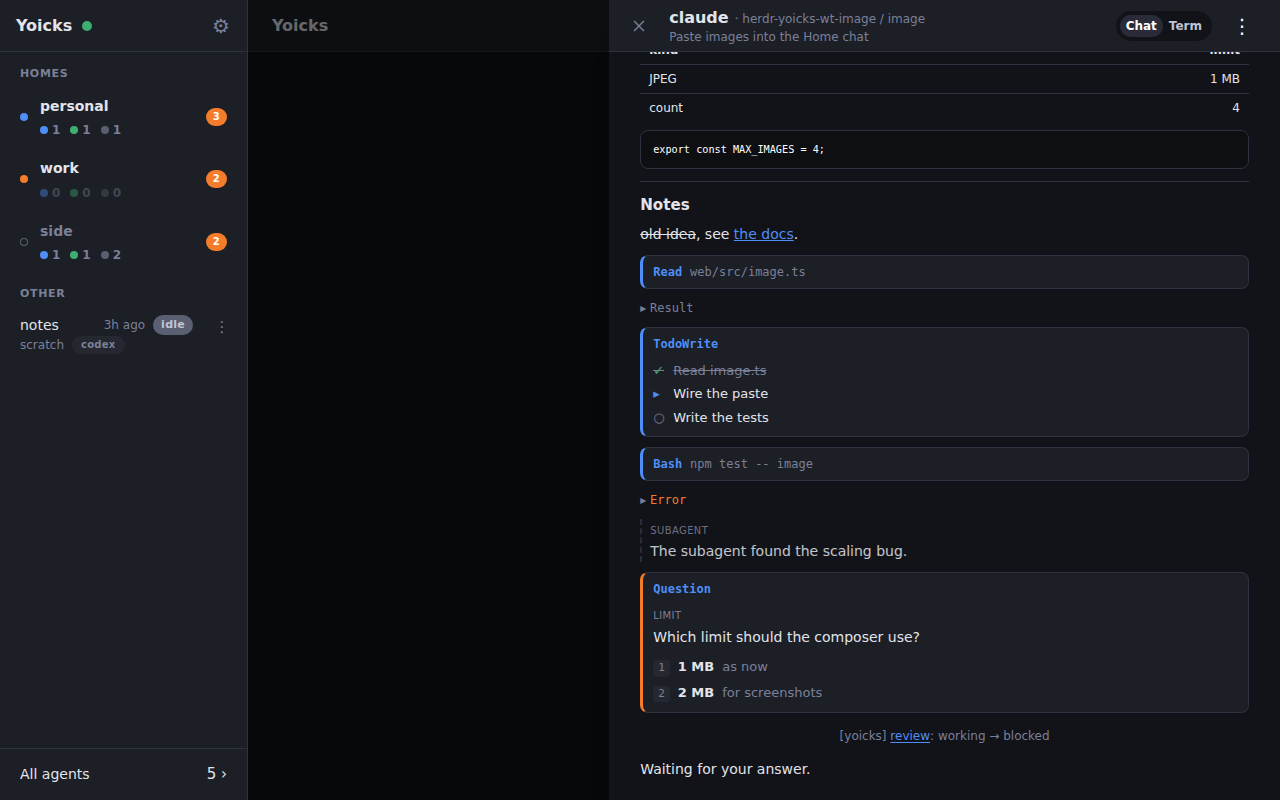 Yoicks
HOMES
personal
3
1 1 1
work
2
0 0 0
side
2
1 1 2
OTHER
notes 3h ago idle
scratch codex
All agents 5 ›
Yoicks
claude · herdr-yoicks-wt-image / image
Paste images into the Home chat
Chat Term
JPEG 1 MB
count 4
export const MAX_IMAGES = 4;
Notes
old idea, see the docs.
Read web/src/image.ts
Result
TodoWrite
Read image.ts
Wire the paste
Write the tests
Bash npm test -- image
Error
SUBAGENT
The subagent found the scaling bug.
Question
LIMIT
Which limit should the composer use?
1 1 MB as now
2 2 MB for screenshots
[yoicks] review: working → blocked
Waiting for your answer.